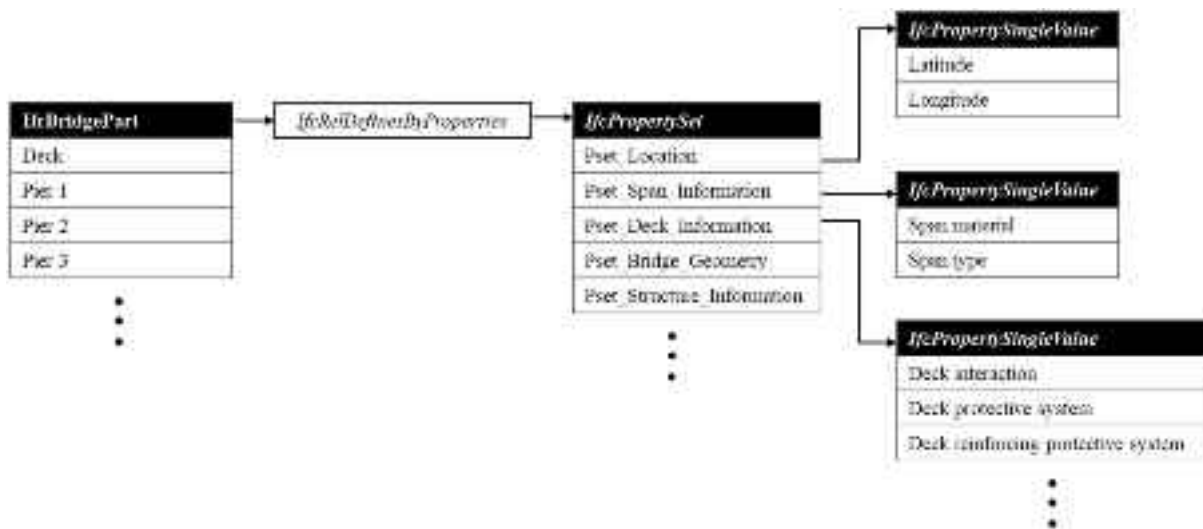 IfcBridgePart
Deck
Pier 1
Pier 2
Pier 3
IfcRelDefinesByProperties
IfcPropertySet
Pset_Location
Pset_Span_Information
Pset_Deck_Information
Pset_Bridge_Geometry
Pset_Structure_Information
IfcPropertySingleValue
Latitude
Longitude
IfcPropertySingleValue
Span material
Span type
IfcPropertySingleValue
Deck interaction
Deck protective system
Deck reinforcing protective system